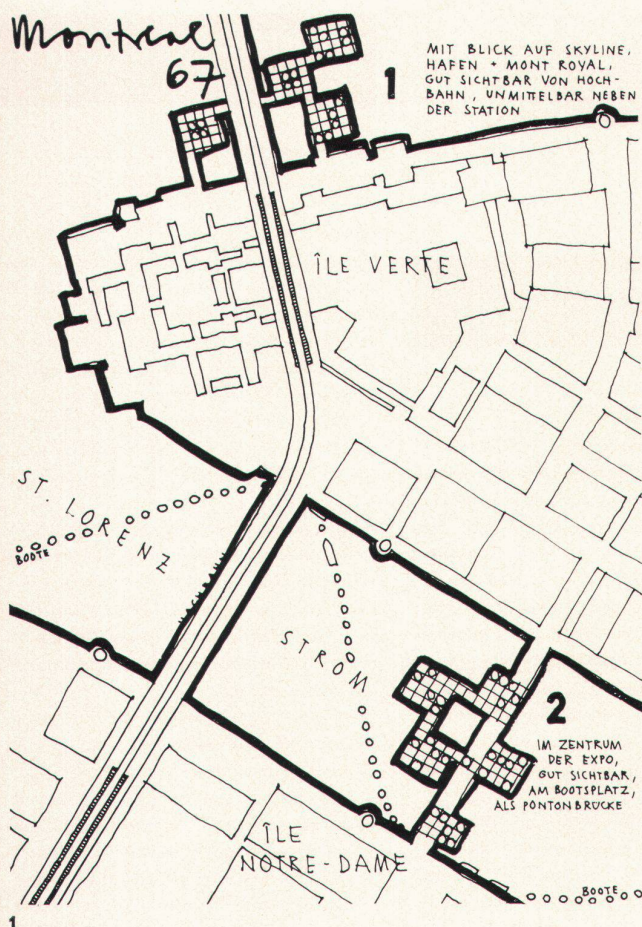 Montreal
67
1
MIT BLICK AUF SKYLINE,
HAFEN + MONT ROYAL,
GUT SICHTBAR VON HOCH-
BAHN, UNMITTELBAR NEBEN
DER STATION
ÎLE VERTE
ST. LORENZ
BOOTE
HOCHBAHN
STROM
2
IM ZENTRUM
DER EXPO,
GUT SICHTBAR,
AM BOOTSPLATZ,
ALS PONTONBRÜCKE
ÎLE
NOTRE-DAME
BOOTE
1